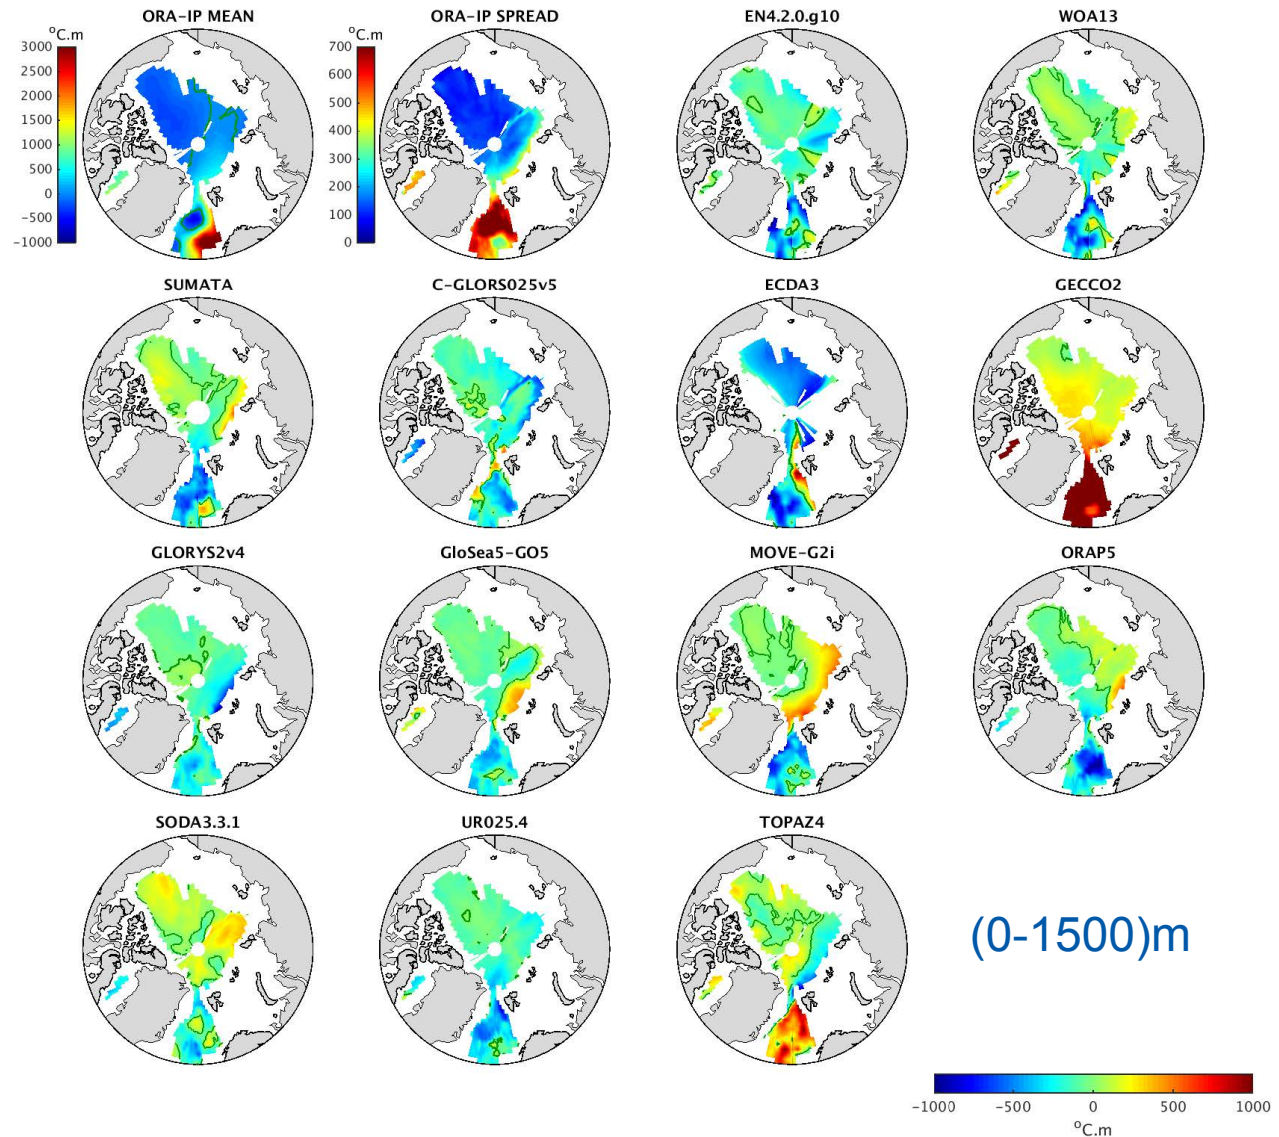 ORA-IP MEAN
ORA-IP SPREAD
EN4.2.0.g10
WOA13
°C.m
3000
2500
2000
1500
1000
500
0
-500
-1000
°C.m
700
600
500
400
300
200
100
0
SUMATA
C-GLORS025v5
ECDA3
GECCO2
GLORYS2v4
GloSea5-GO5
MOVE-G2i
ORAP5
SODA3.3.1
UR025.4
TOPAZ4
(0-1500)m
-1000 -500 0 500 1000
°C.m